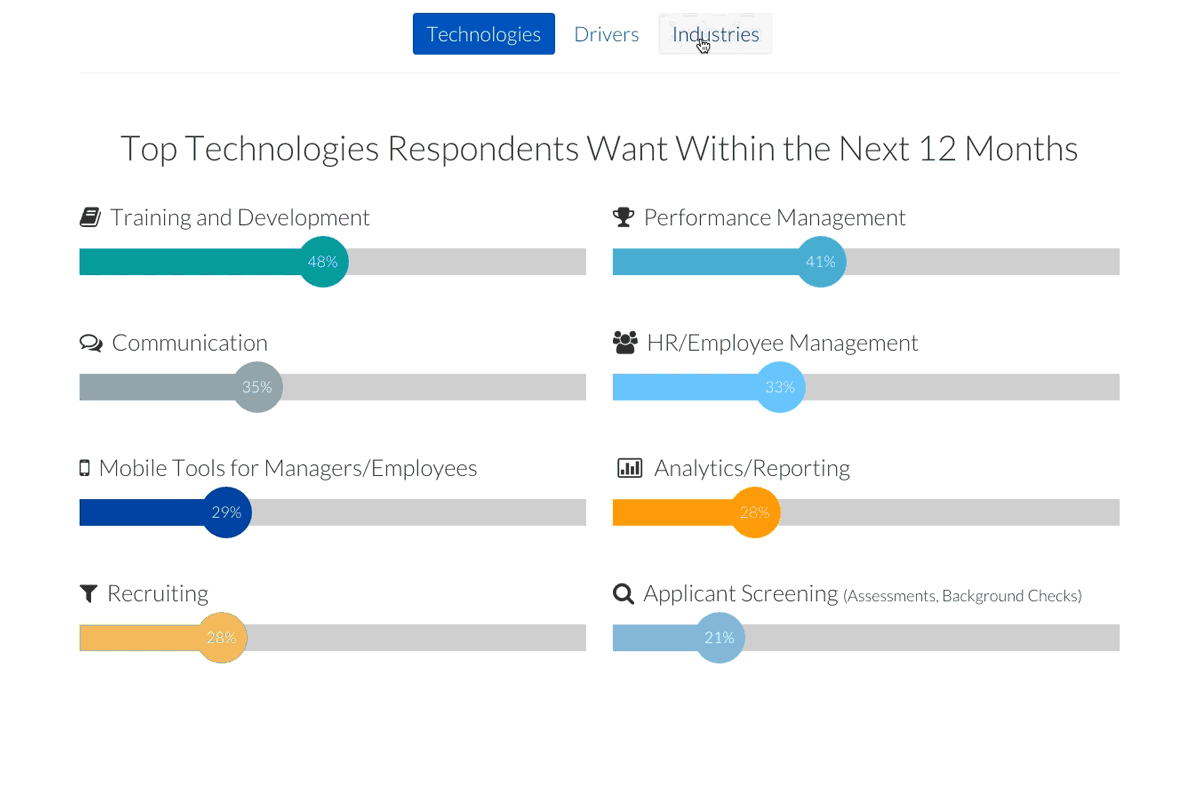 Technologies Drivers Industries
Top Technologies Respondents Want Within the Next 12 Months
Training and Development
48%
Performance Management
41%
Communication
35%
HR/Employee Management
33%
Mobile Tools for Managers/Employees
29%
Analytics/Reporting
28%
Recruiting
28%
Applicant Screening (Assessments, Background Checks)
21%